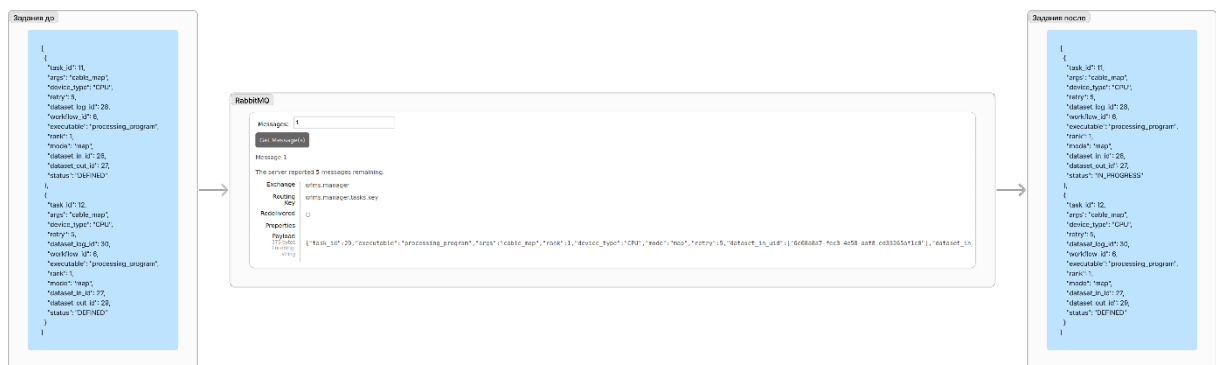 Задания до
[
{
"task_id": 11,
"args": "cable_map",
"device_type": "CPU",
"retry": 5,
"dataset_log_id": 28,
"workflow_id": 6,
"executable": "processing_program",
"rank": 1,
"mode": "map",
"dataset_in_id": 26,
"dataset_out_id": 27,
"status": "DEFINED"
},
{
"task_id": 12,
"args": "cable_map",
"device_type": "CPU",
"retry": 5,
"dataset_log_id": 30,
"workflow_id": 6,
"executable": "processing_program",
"rank": 1,
"mode": "map",
"dataset_in_id": 27,
"dataset_out_id": 29,
"status": "DEFINED"
}
]
RabbitMQ
Messages: 1
Get Message(s)
Message 1
The server reported 5 messages remaining.
Exchange wfms.manager
Routing Key wfms.manager.tasks.key
Redelivered ○
Properties
Payload
{"task_id":29,"executable":"processing_program","args":"cable_map","rank":1,"device_type":"CPU","mode":"map","retry":5,"dataset_in_uid":
Задания после
[
{
"task_id": 11,
"args": "cable_map",
"device_type": "CPU",
"retry": 5,
"dataset_log_id": 28,
"workflow_id": 6,
"executable": "processing_program",
"rank": 1,
"mode": "map",
"dataset_in_id": 26,
"dataset_out_id": 27,
"status": "IN_PROGRESS"
},
{
"task_id": 12,
"args": "cable_map",
"device_type": "CPU",
"retry": 5,
"dataset_log_id": 30,
"workflow_id": 6,
"executable": "processing_program",
"rank": 1,
"mode": "map",
"dataset_in_id": 27,
"dataset_out_id": 29,
"status": "DEFINED"
}
]